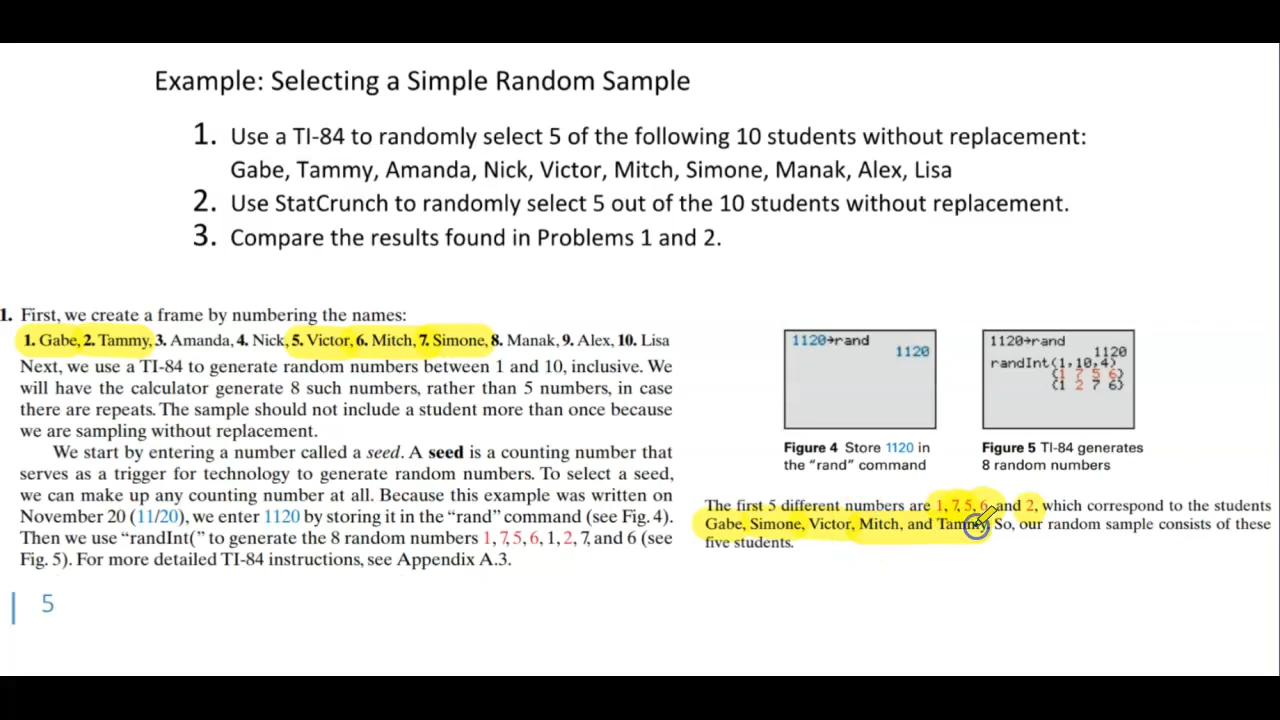 Example: Selecting a Simple Random Sample
1. Use a TI-84 to randomly select 5 of the following 10 students without replacement:
Gabe, Tammy, Amanda, Nick, Victor, Mitch, Simone, Manak, Alex, Lisa
2. Use StatCrunch to randomly select 5 out of the 10 students without replacement.
3. Compare the results found in Problems 1 and 2.
1. First, we create a frame by numbering the names:
1. Gabe, 2. Tammy, 3. Amanda, 4. Nick, 5. Victor, 6. Mitch, 7. Simone, 8. Manak, 9. Alex, 10. Lisa
Next, we use a TI-84 to generate random numbers between 1 and 10, inclusive. We
will have the calculator generate 8 such numbers, rather than 5 numbers, in case
there are repeats. The sample should not include a student more than once because
we are sampling without replacement.
We start by entering a number called a seed. A seed is a counting number that
serves as a trigger for technology to generate random numbers. To select a seed,
we can make up any counting number at all. Because this example was written on
November 20 (11/20), we enter 1120 by storing it in the “rand” command (see Fig. 4).
Then we use “randInt(” to generate the 8 random numbers 1, 7, 5, 6, 1, 2, 7, and 6 (see
Fig. 5). For more detailed TI-84 instructions, see Appendix A.3.
1120→rand
1120
Figure 4 Store 1120 in
the “rand” command
1120→rand
1120
randInt(1,10,4)
{1 7 5 6}
{1 2 7 6}
Figure 5 TI-84 generates
8 random numbers
The first 5 different numbers are 1, 7, 5, 6, and 2, which correspond to the students
Gabe, Simone, Victor, Mitch, and Tammy. So, our random sample consists of these
five students.
5